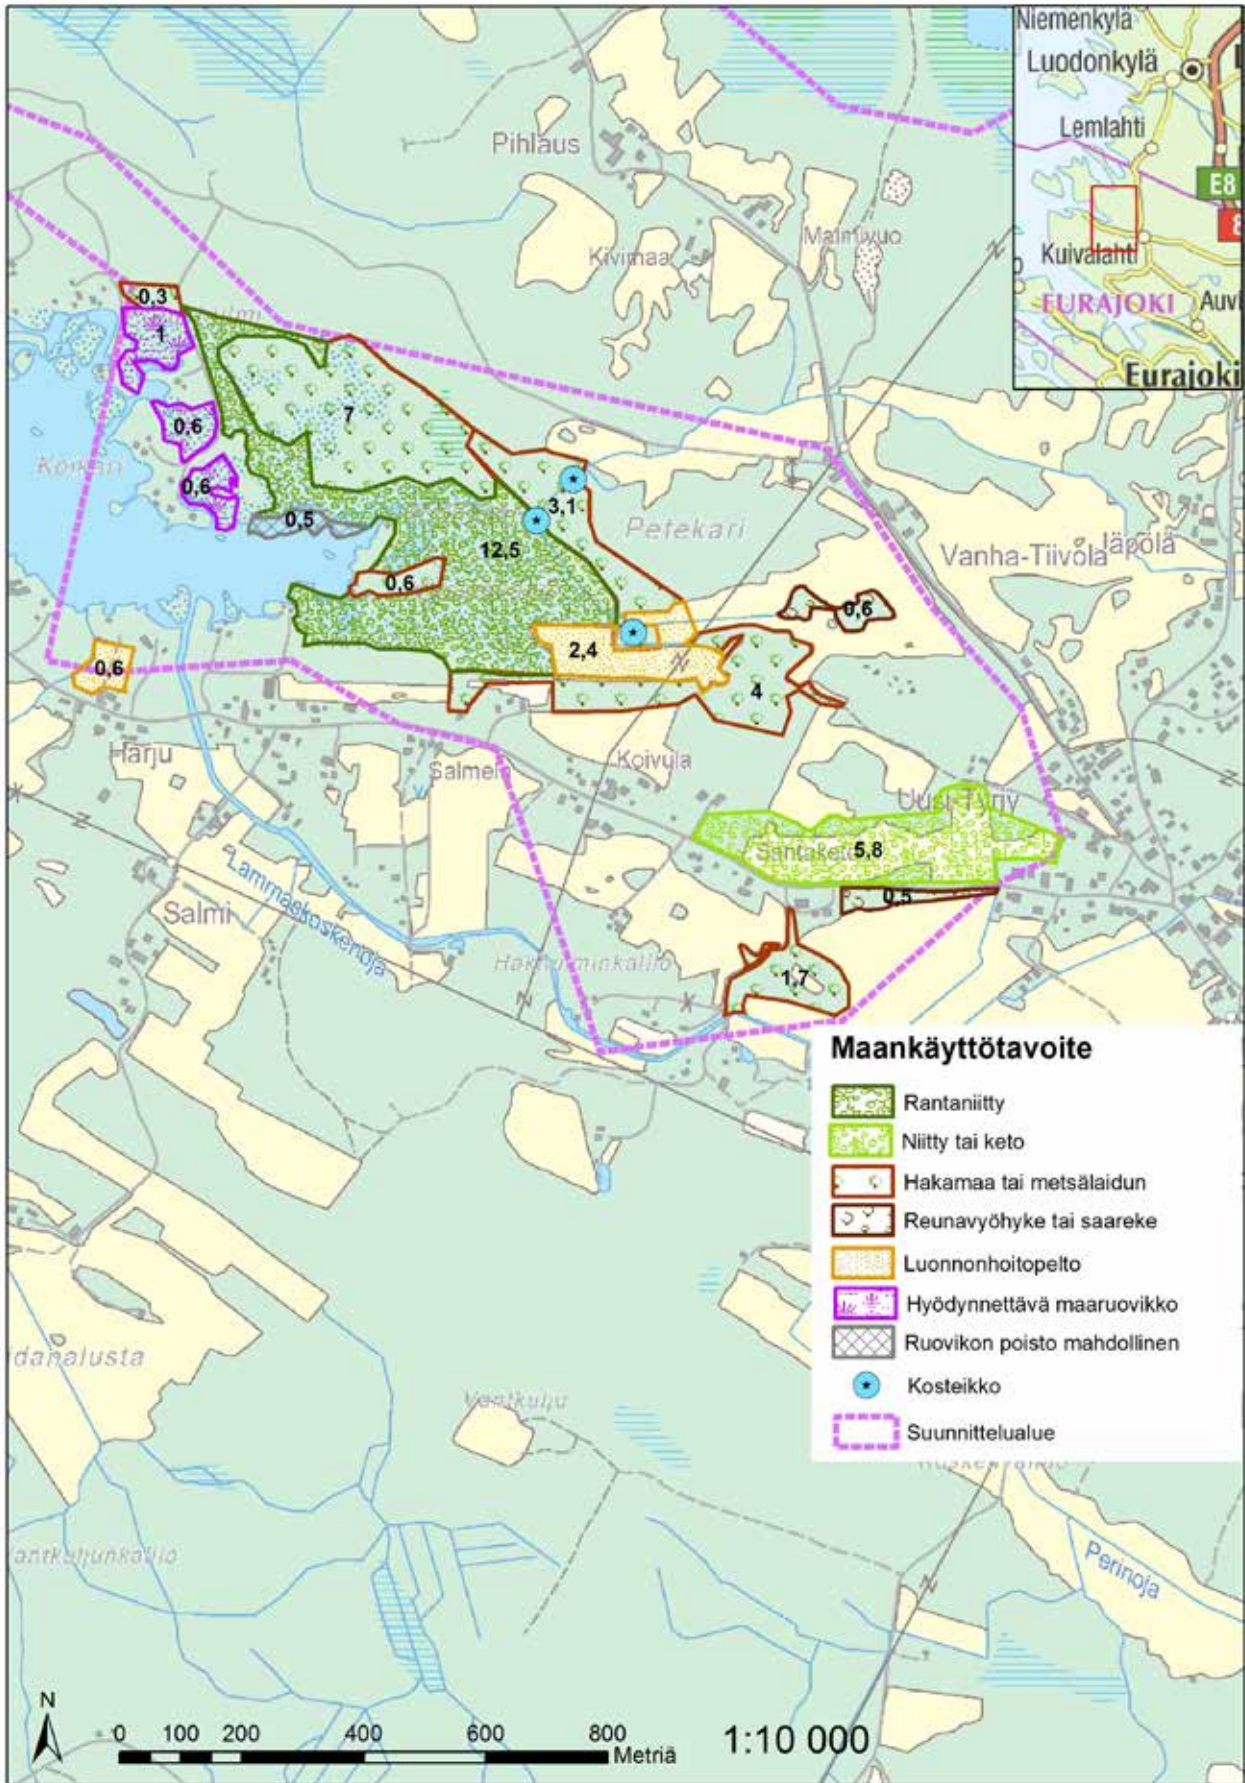 Niemenkylä
Luodonkylä
Lemlahti
E8
8
Kuivalahti
EURAJOKI
Auvi
Eurajoki
Pihlaus
Kivimaa
Malmivuo
0,3
1
7
0,6
0,6
0,5
3,1
12,5
0,6
Petekari
Vanha-Tiivola
Jäpölä
0,6
2,4
4
0,6
Harju
Salmela
Koivula
Santaketo
5,8
0,5
Salmi
Lammaskoskenoja
1,7
Maankäyttötavoite
Rantaniitty
Niitty tai keto
Hakamaa tai metsälaidun
Reunavyöhyke tai saareke
Luonnonhoitopelto
Hyödynnettävä maaruovikko
Ruovikon poisto mahdollinen
Kosteikko
Suunnittelualue
idanalusta
Perinoja
N
0 100 200 400 600 800
Metriä
1:10 000